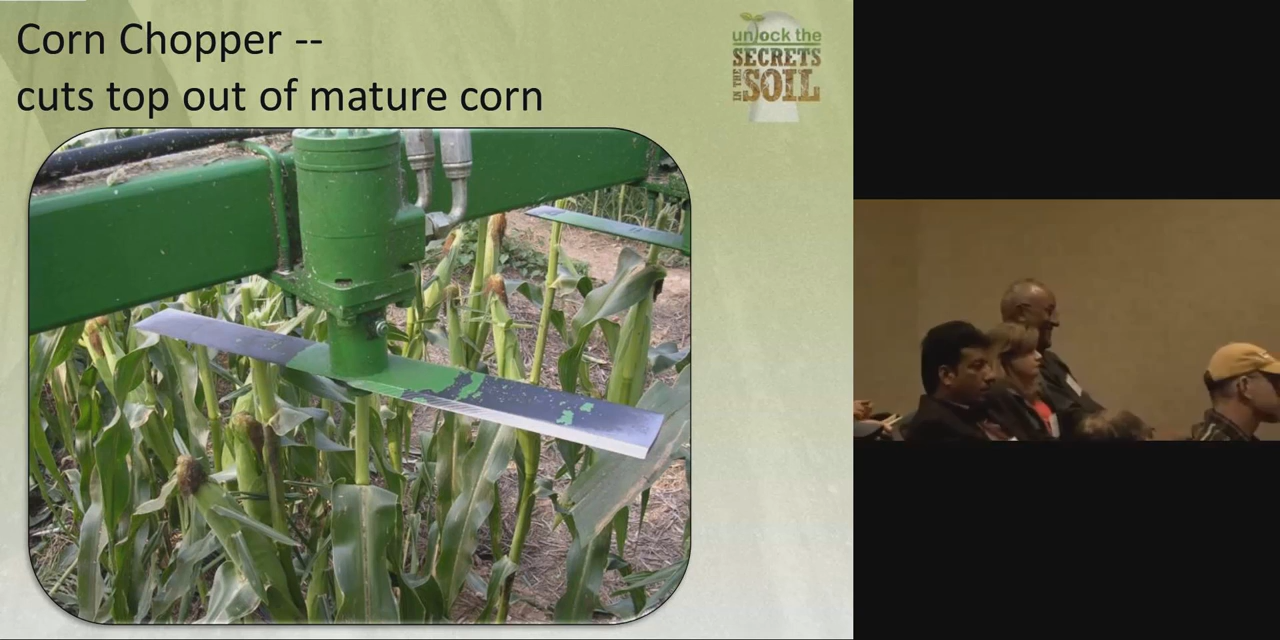 Corn Chopper --
cuts top out of mature corn
unlock the
SECRETS
IN THE
SOIL